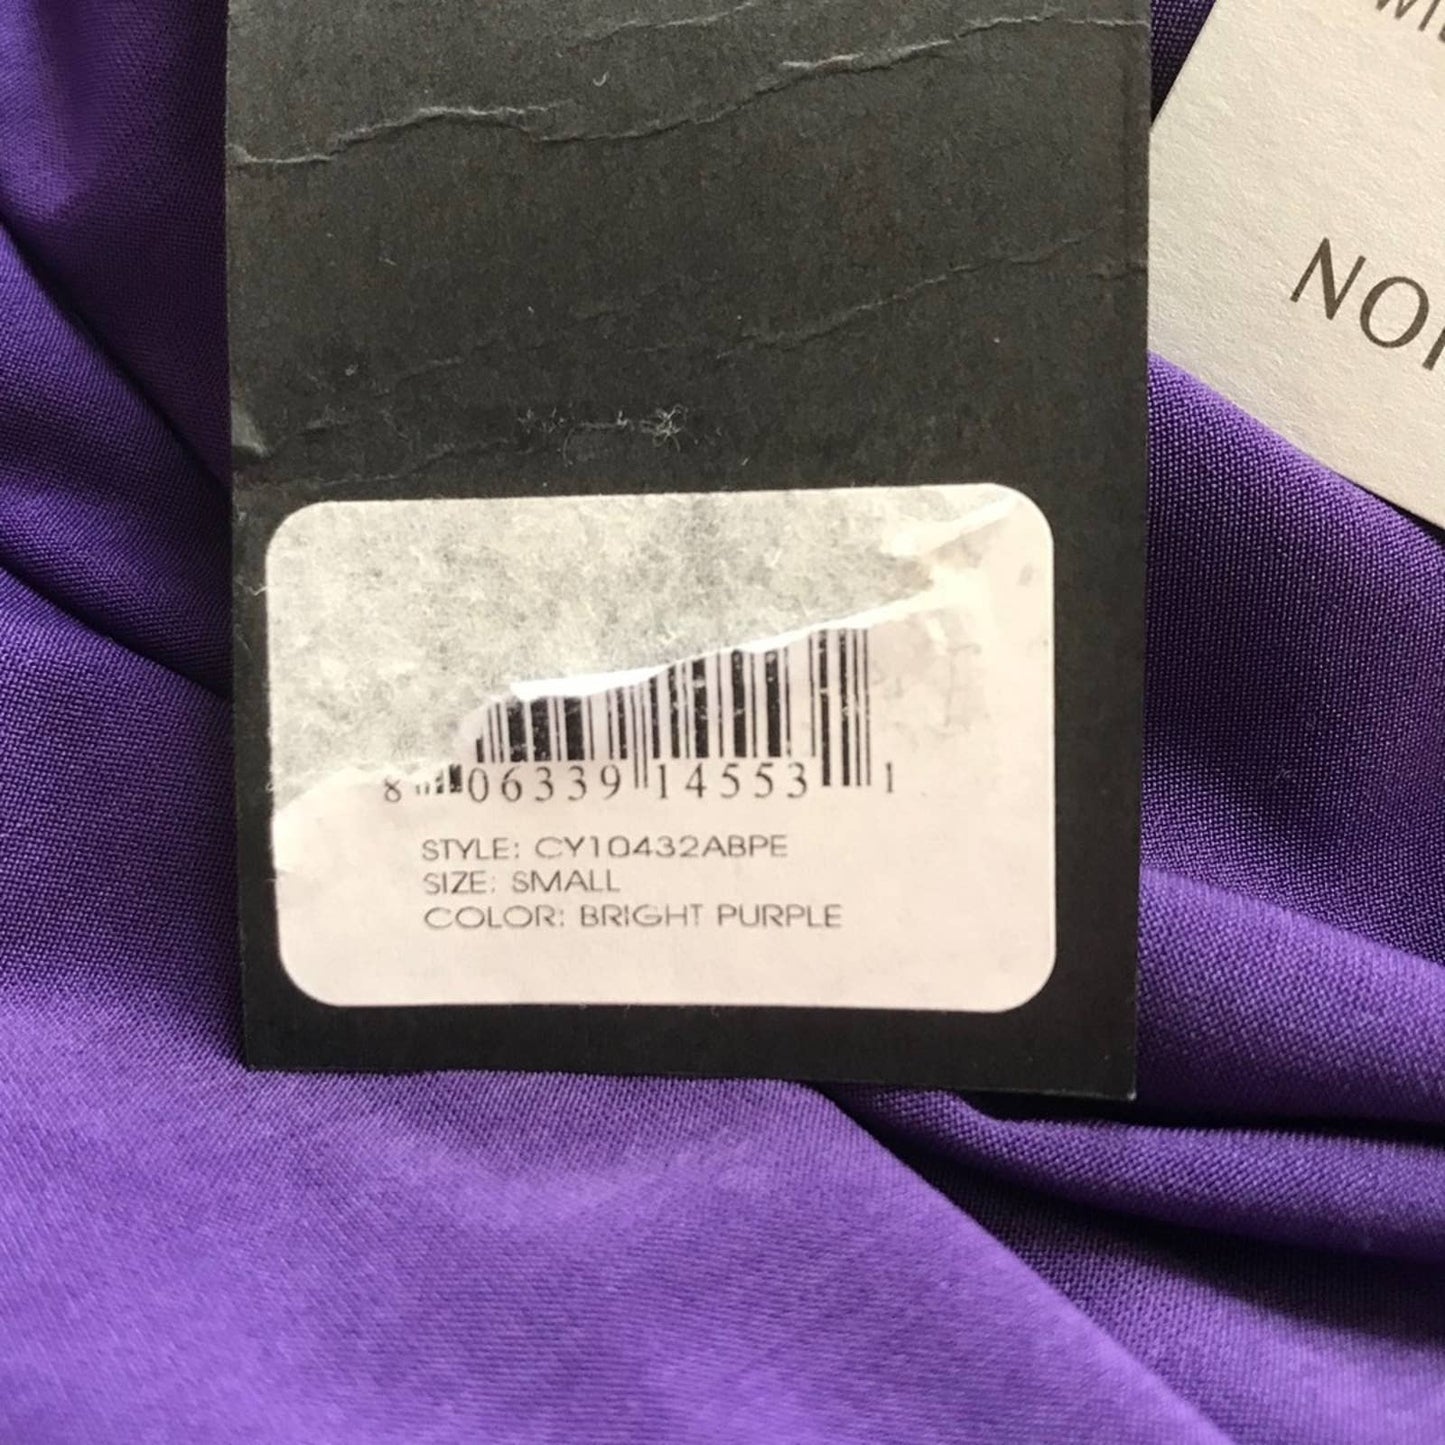 NO
8 06339 14553 1
STYLE: CY10432ABPE
SIZE: SMALL
COLOR: BRIGHT PURPLE